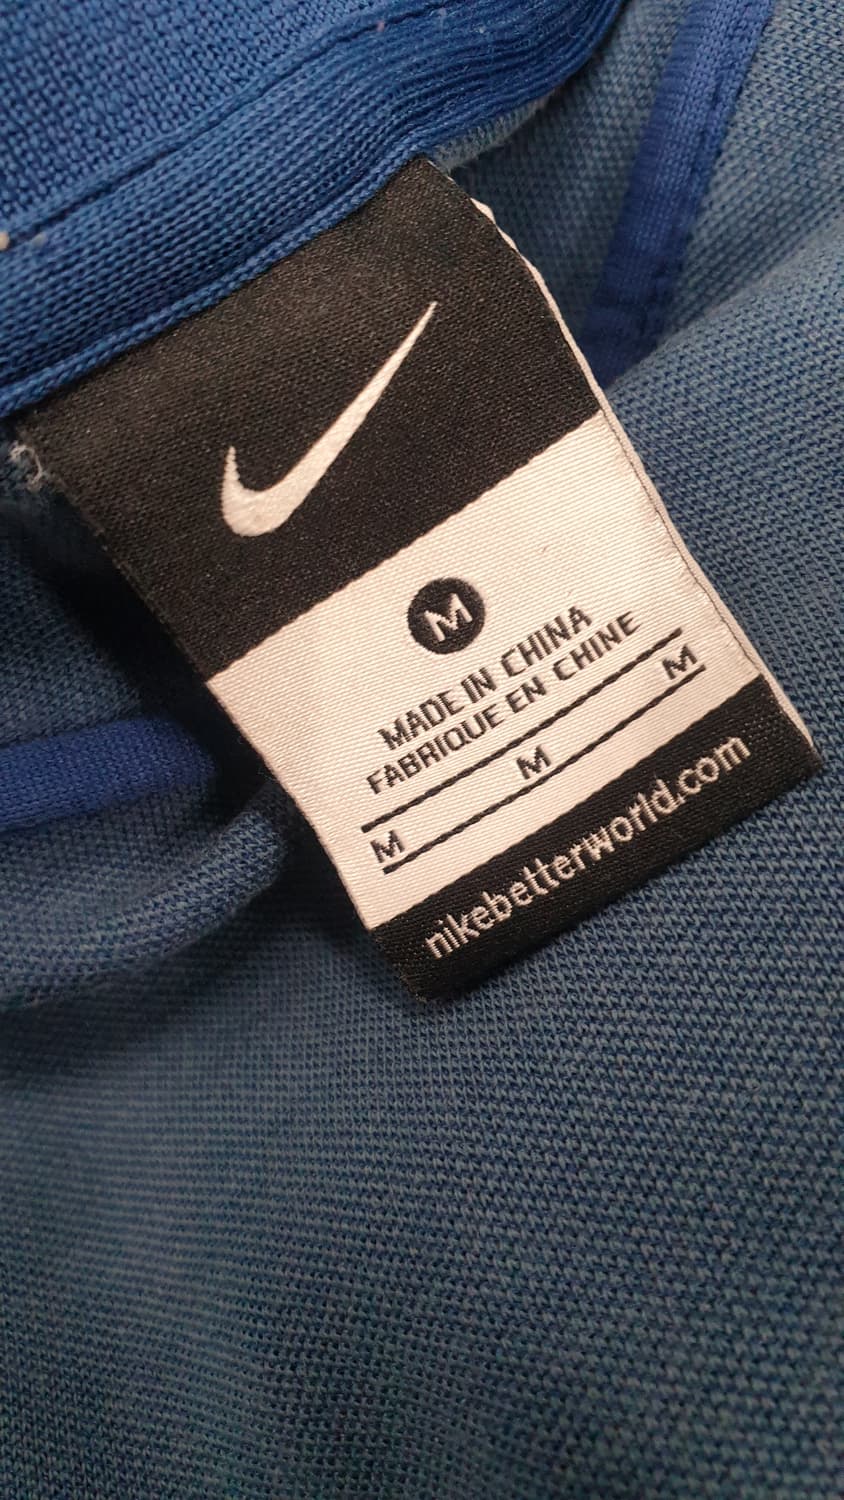 M
MADE IN CHINA
FABRIQUE EN CHINE
M M M
nikebetterworld.com